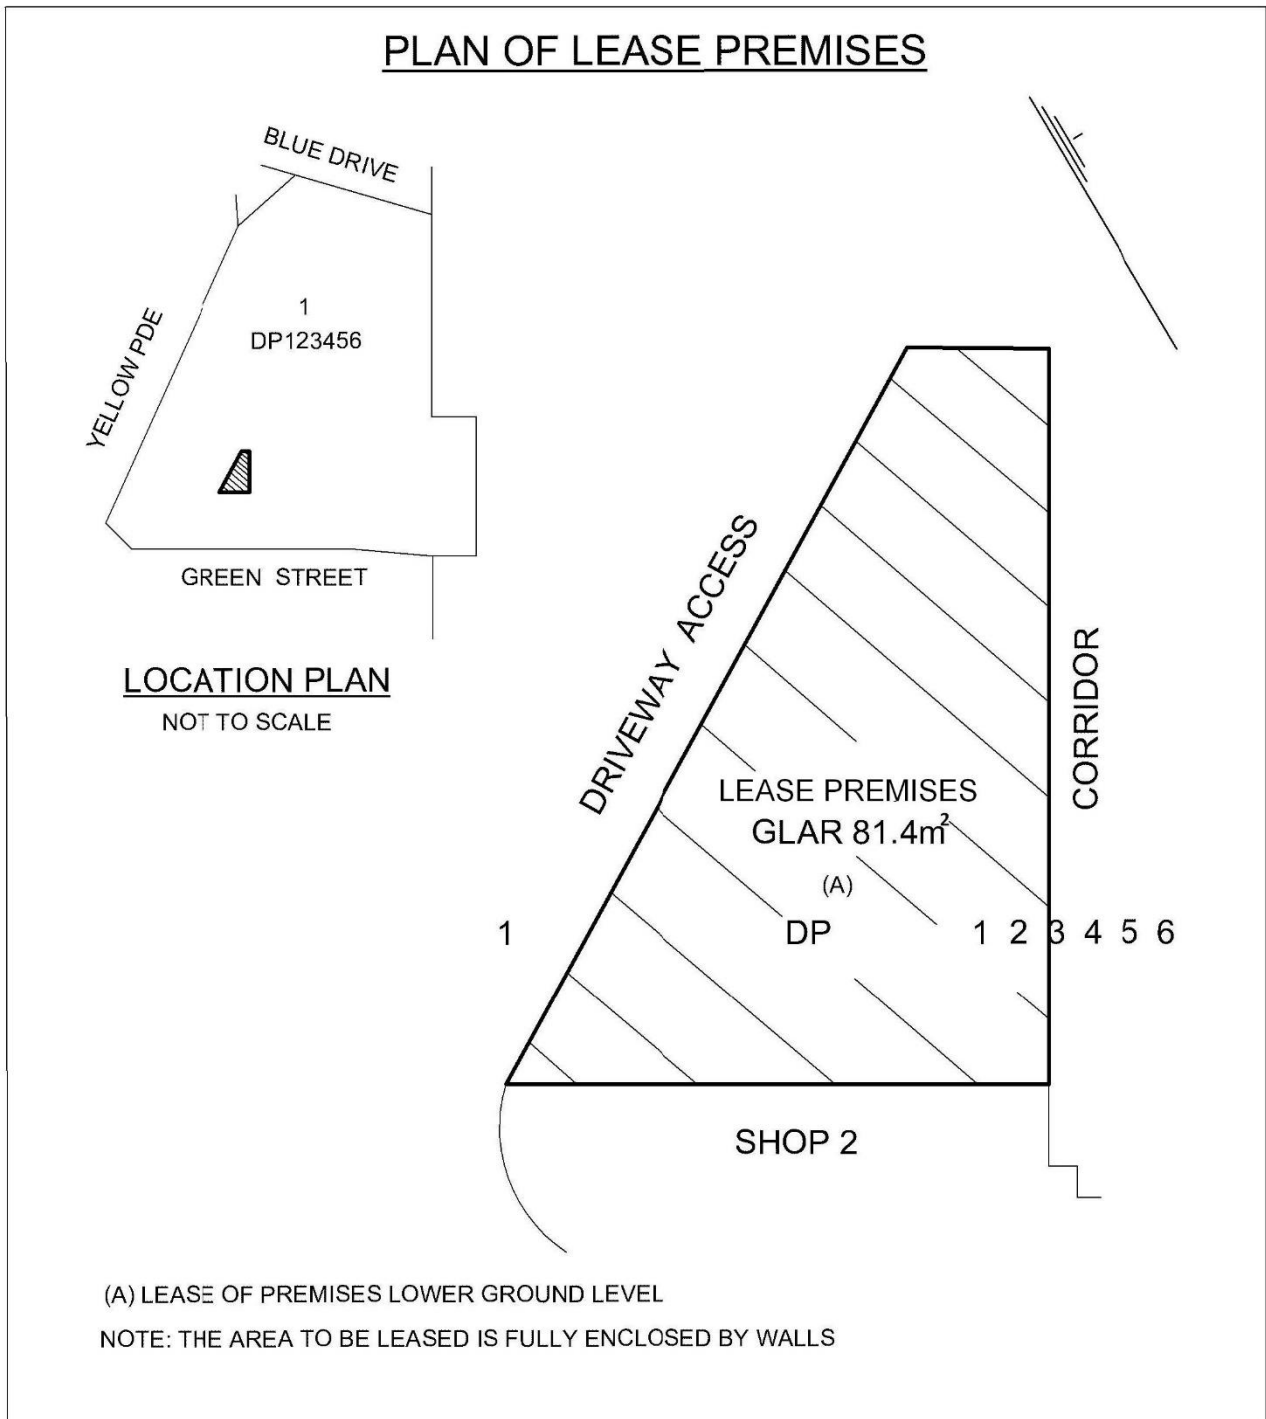 PLAN OF LEASE PREMISES
BLUE DRIVE
YELLOW PDE
1
DP123456
GREEN STREET
LOCATION PLAN
NOT TO SCALE
DRIVEWAY ACCESS
CORRIDOR
LEASE PREMISES
GLAR 81.4m²
(A)
1 DP 1 2 3 4 5 6
SHOP 2
(A) LEASE OF PREMISES LOWER GROUND LEVEL
NOTE: THE AREA TO BE LEASED IS FULLY ENCLOSED BY WALLS